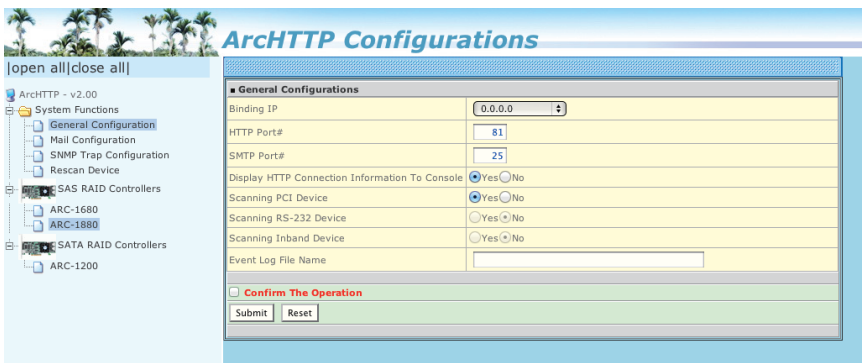 ArcHTTP Configurations
|open all|close all|
ArcHTTP - v2.00
System Functions
General Configuration
Mail Configuration
SNMP Trap Configuration
Rescan Device
SAS RAID Controllers
ARC-1680
ARC-1880
SATA RAID Controllers
ARC-1200
General Configurations
Binding IP 0.0.0.0
HTTP Port# 81
SMTP Port# 25
Display HTTP Connection Information To Console Yes No
Scanning PCI Device Yes No
Scanning RS-232 Device Yes No
Scanning Inband Device Yes No
Event Log File Name
Confirm The Operation
Submit Reset